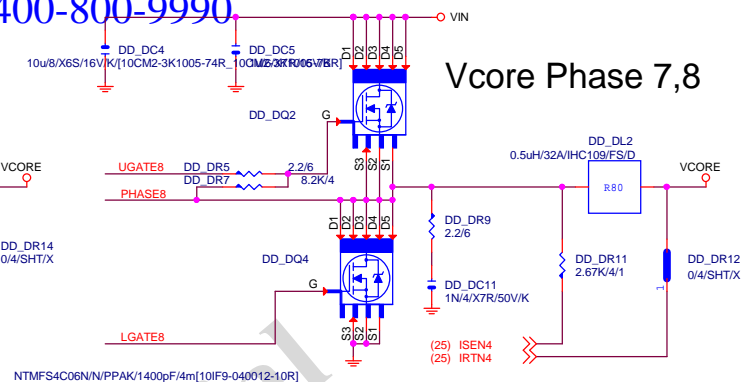 400-800-9990
VIN
DD_DC4
10u/8/X6S/16V/K/[10CM2-3K1005-74R_10
DD_DC5
D1
D2
D3
D4
D5
Vcore Phase 7,8
DD_DQ2
G
S3
S2
S1
VCORE
UGATE8
DD_DR5
2.2/6
DD_DR7
8.2K/4
PHASE8
DD_DL2
0.5uH/32A/IHC109/FS/D
R80
VCORE
D1
D2
D3
D4
D5
DD_DR14
0/4/SHT/X
DD_DQ4
G
S3
S2
S1
DD_DR9
2.2/6
DD_DC11
1N/4/X7R/50V/K
DD_DR11
2.67K/4/1
DD_DR12
0/4/SHT/X
1
LGATE8
(25) ISEN4
(25) IRTN4
NTMFS4C06N/N/PPAK/1400pF/4m[10IF9-040012-10R]